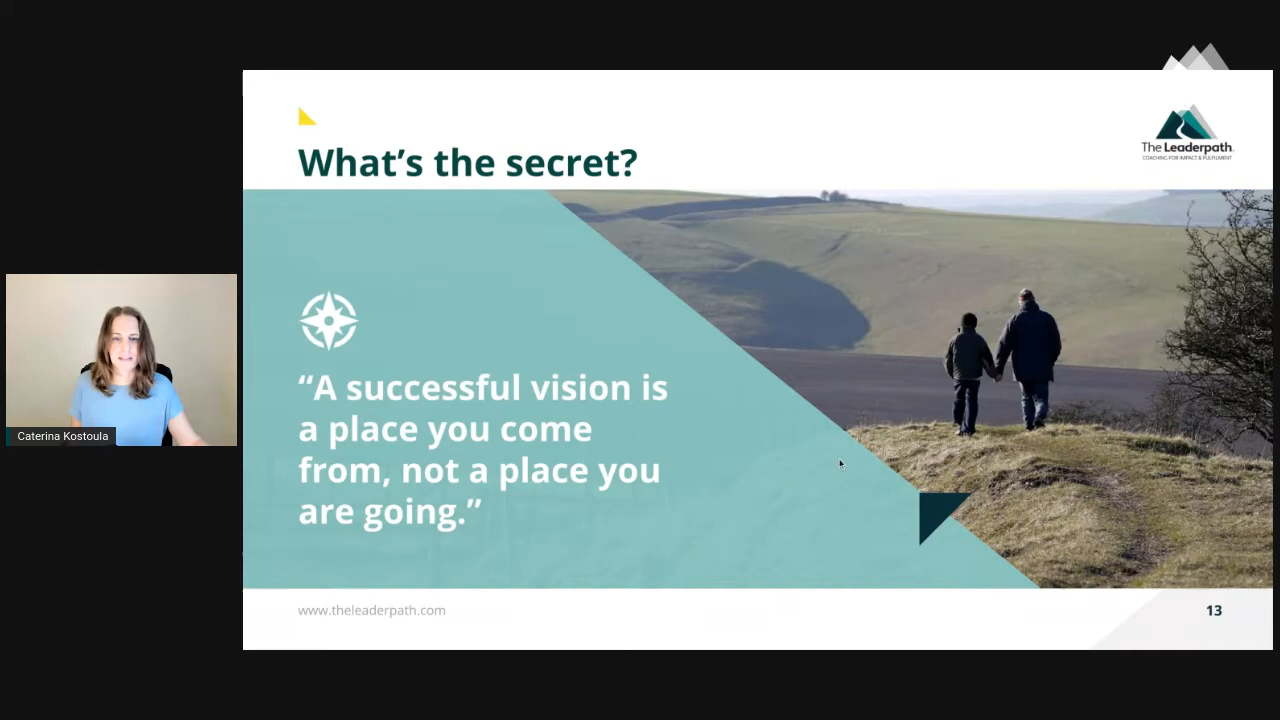 What’s the secret?
The Leaderpath.
COACHING FOR IMPACT & FULFILMENT
“A successful vision is
a place you come
from, not a place you
are going.”
Caterina Kostoula
www.theleaderpath.com
13